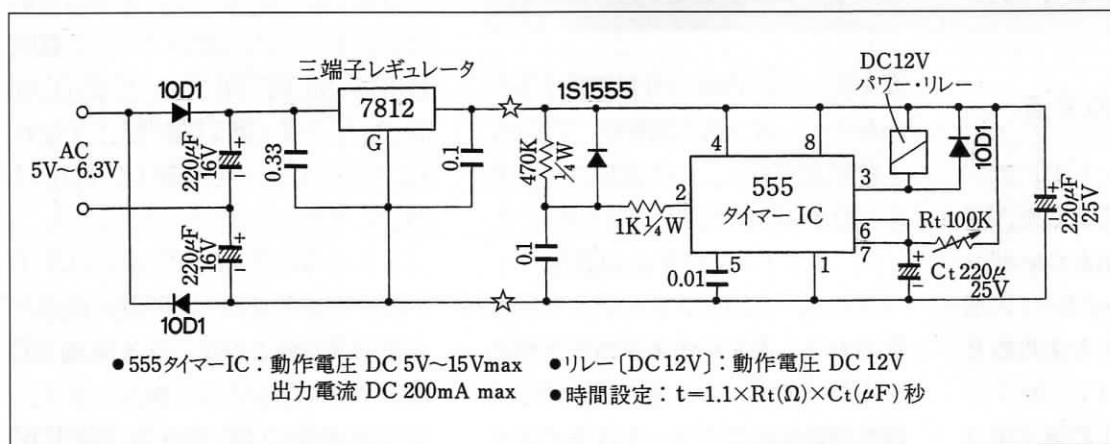 三端子レギュレータ
DC12V
パワー・リレー
10D1
7812
G
1S1555
AC
5V~6.3V
220μF
16V
0.33
0.1
470K
¼W
4
8
3
10D1
2
555
タイマーIC
1K¼W
6
7
Rt 100K
220μF
25V
220μF
16V
0.1
0.01
5
1
Ct 220μ
25V
10D1
●555タイマーIC：動作電圧 DC 5V~15Vmax
出力電流 DC 200mA max
●リレー〔DC12V〕：動作電圧 DC 12V
●時間設定：t=1.1×Rt(Ω)×Ct(μF)秒